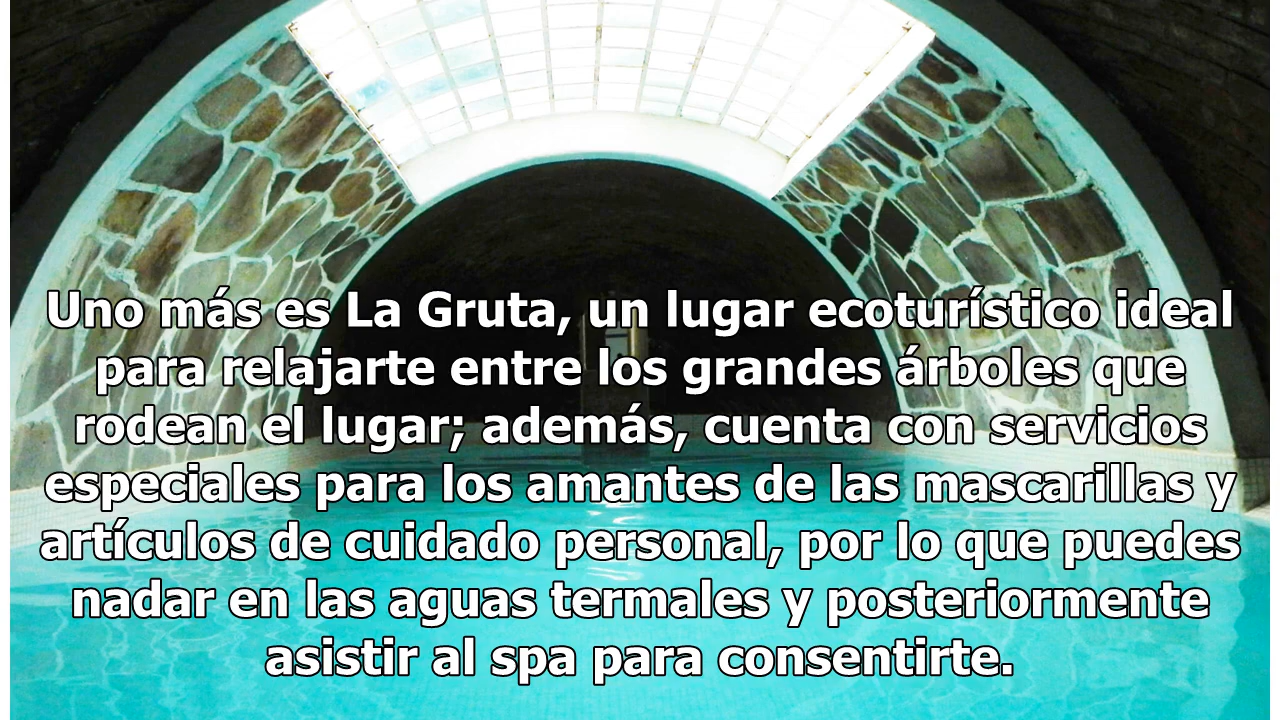 Uno más es La Gruta, un lugar ecoturístico ideal
para relajarte entre los grandes árboles que
rodean el lugar; además, cuenta con servicios
especiales para los amantes de las mascarillas y
artículos de cuidado personal, por lo que puedes
nadar en las aguas termales y posteriormente
asistir al spa para consentirte.